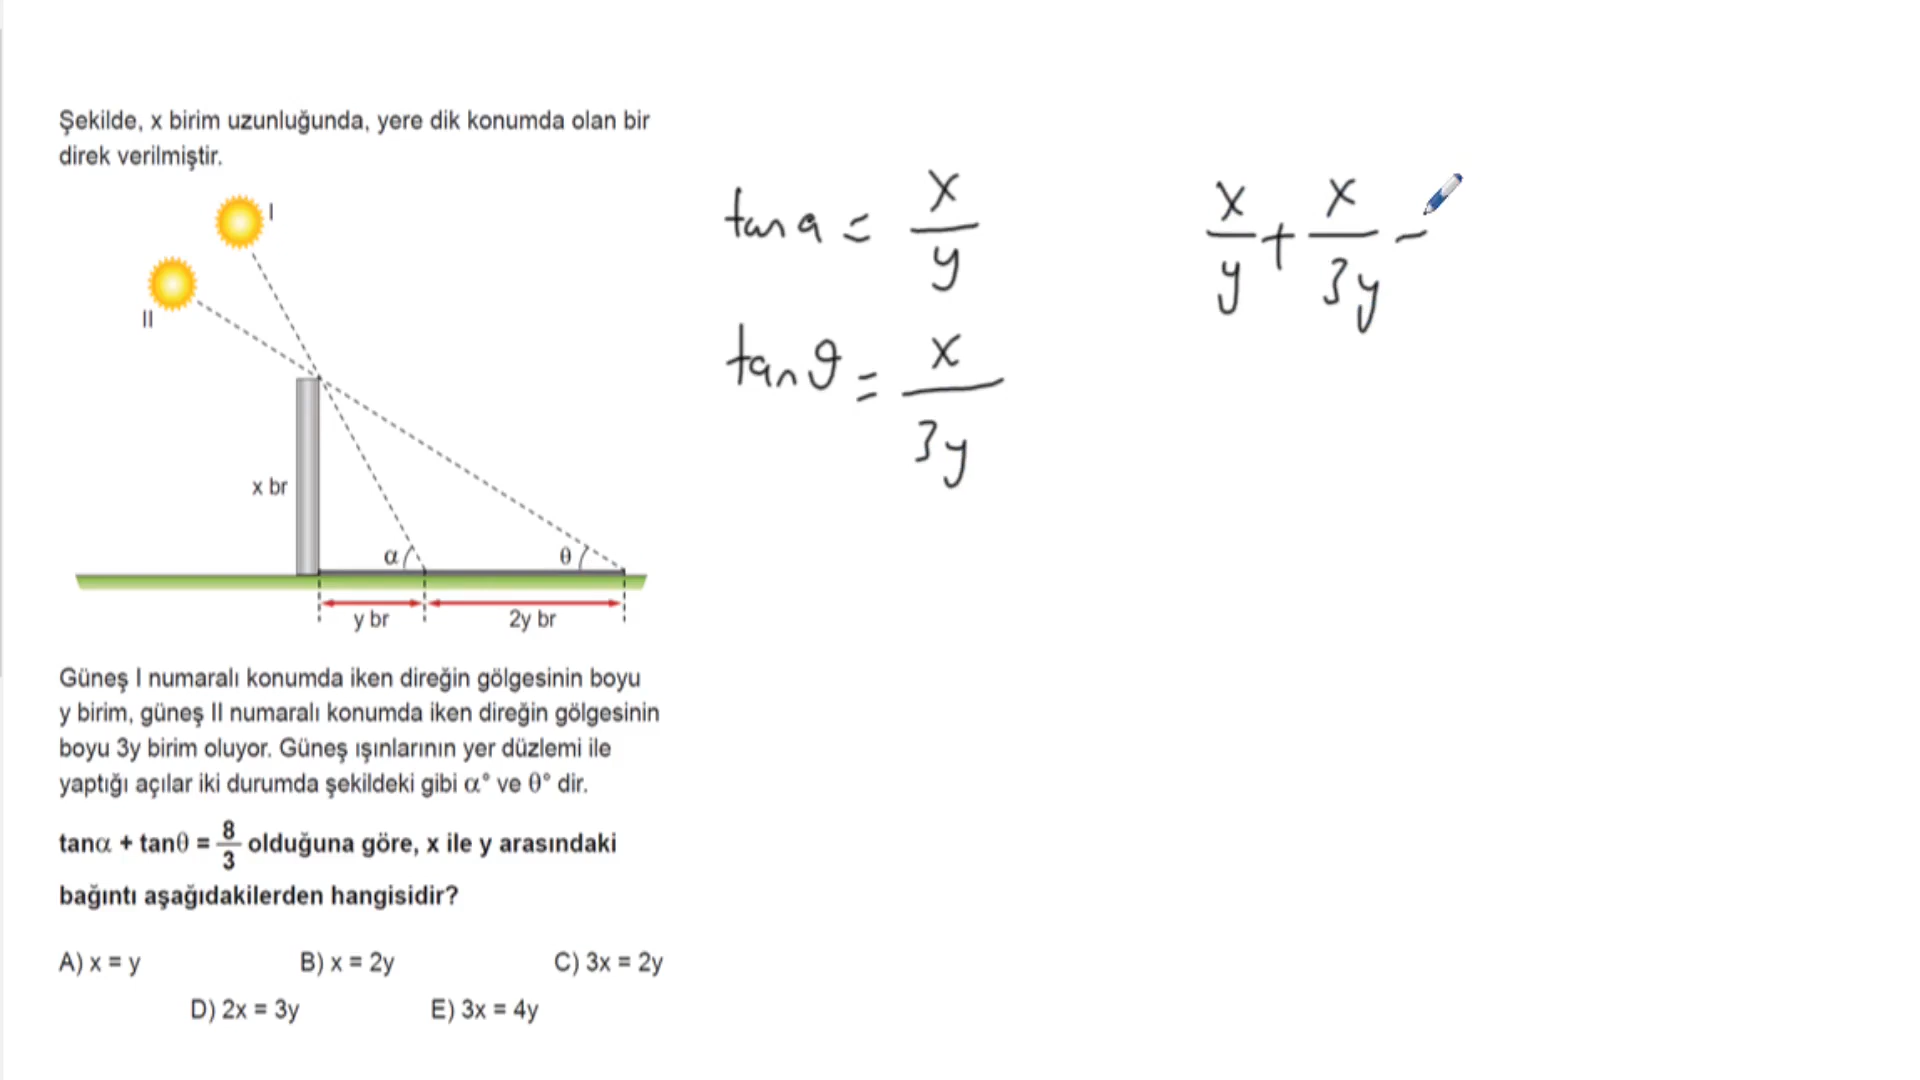 Şekilde, x birim uzunluğunda, yere dik konumda olan bir
direk verilmiştir.
I
II
x br
α
θ
y br
2y br
Güneş I numaralı konumda iken direğin gölgesinin boyu
y birim, güneş II numaralı konumda iken direğin gölgesinin
boyu 3y birim oluyor. Güneş ışınlarının yer düzlemi ile
yaptığı açılar iki durumda şekildeki gibi α° ve θ° dir.
tanα + tanθ = 8/3 olduğuna göre, x ile y arasındaki
bağıntı aşağıdakilerden hangisidir?
A) x = y B) x = 2y C) 3x = 2y
D) 2x = 3y E) 3x = 4y
tan α = x/y
tan θ = x/3y
x/y + x/3y =